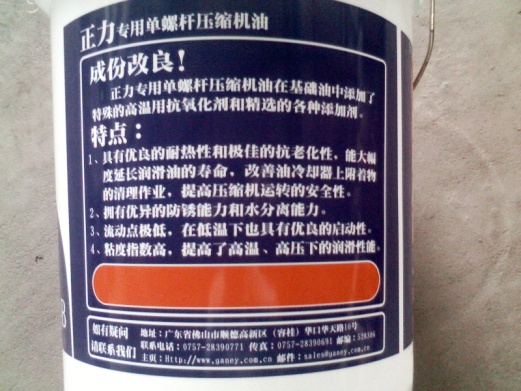 正力专用单螺杆压缩机油
成份改良!
正力专用单螺杆压缩机油在基础油中添加了
特殊的高温用抗氧化剂和精选的各种添加剂。
特点:
1、具有优良的耐热性和极佳的抗老化性,能大幅
度延长润滑油的寿命,改善油冷却器上附着物
的清理作业,提高压缩机运转的安全性。
2、拥有优异的防锈能力和水分离能力。
3、流动点极低,在低温下也具有优良的启动性。
4、粘度指数高,提高了高温、高压下的润滑性能。
如有疑问
请联系我们
地址:广东省佛山市顺德高新区(容桂)华口华天路10号
联系电话:0757-28390771 传真:0757-28390691 邮编:528306
主页:Http://www.ganey.com.cn 邮件:sales@ganey.com.cn